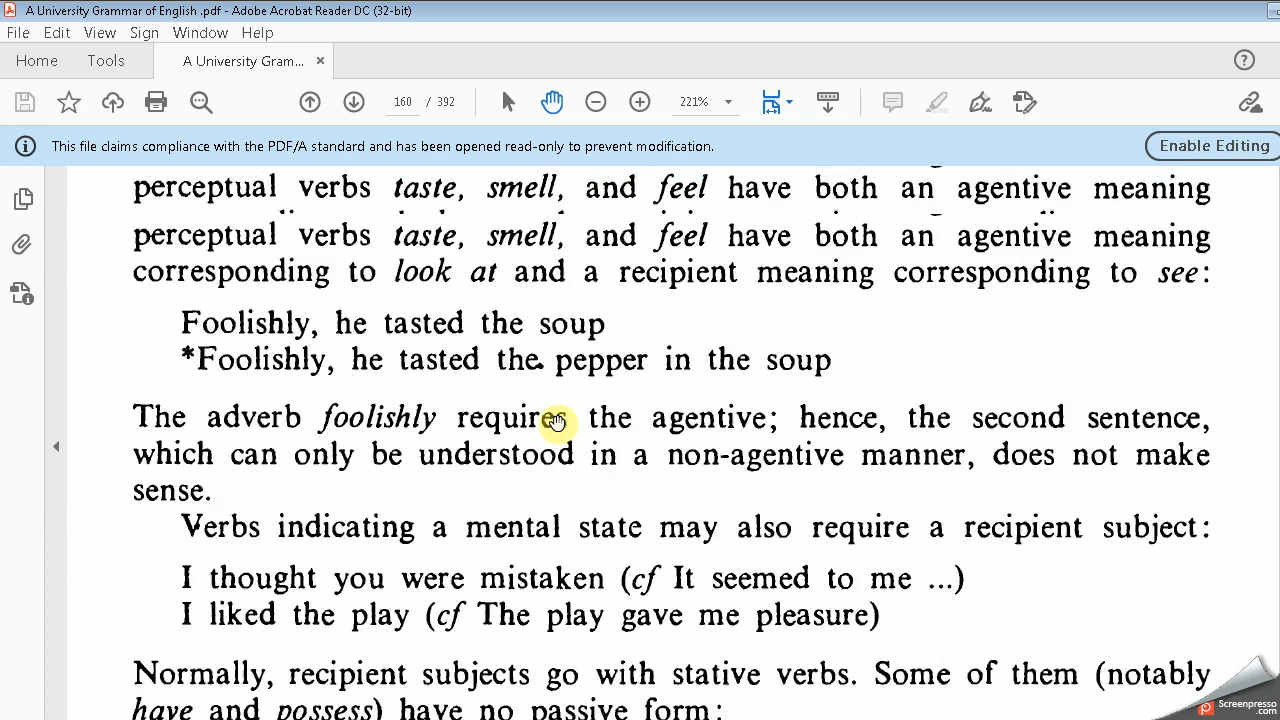 A University Grammar of English .pdf - Adobe Acrobat Reader DC (32-bit)
File Edit View Sign Window Help
Home Tools A University Gram... ×
160 / 392 221%
This file claims compliance with the PDF/A standard and has been opened read-only to prevent modification. Enable Editing
perceptual verbs taste, smell, and feel have both an agentive meaning
perceptual verbs taste, smell, and feel have both an agentive meaning
corresponding to look at and a recipient meaning corresponding to see:
Foolishly, he tasted the soup
*Foolishly, he tasted the pepper in the soup
The adverb foolishly requires the agentive; hence, the second sentence,
which can only be understood in a non-agentive manner, does not make
sense.
Verbs indicating a mental state may also require a recipient subject:
I thought you were mistaken (cf It seemed to me ...)
I liked the play (cf The play gave me pleasure)
Normally, recipient subjects go with stative verbs. Some of them (notably
have and possess) have no passive form:
Screenpresso
.com